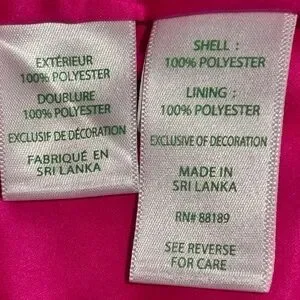 EXTÉRIEUR
100% POLYESTER
DOUBLURE
100% POLYESTER
EXCLUSIF DE DÉCORATION
FABRIQUÉ EN
SRI LANKA
SHELL :
100% POLYESTER
LINING :
100% POLYESTER
EXCLUSIVE OF DECORATION
MADE IN
SRI LANKA
RN# 88189
SEE REVERSE
FOR CARE